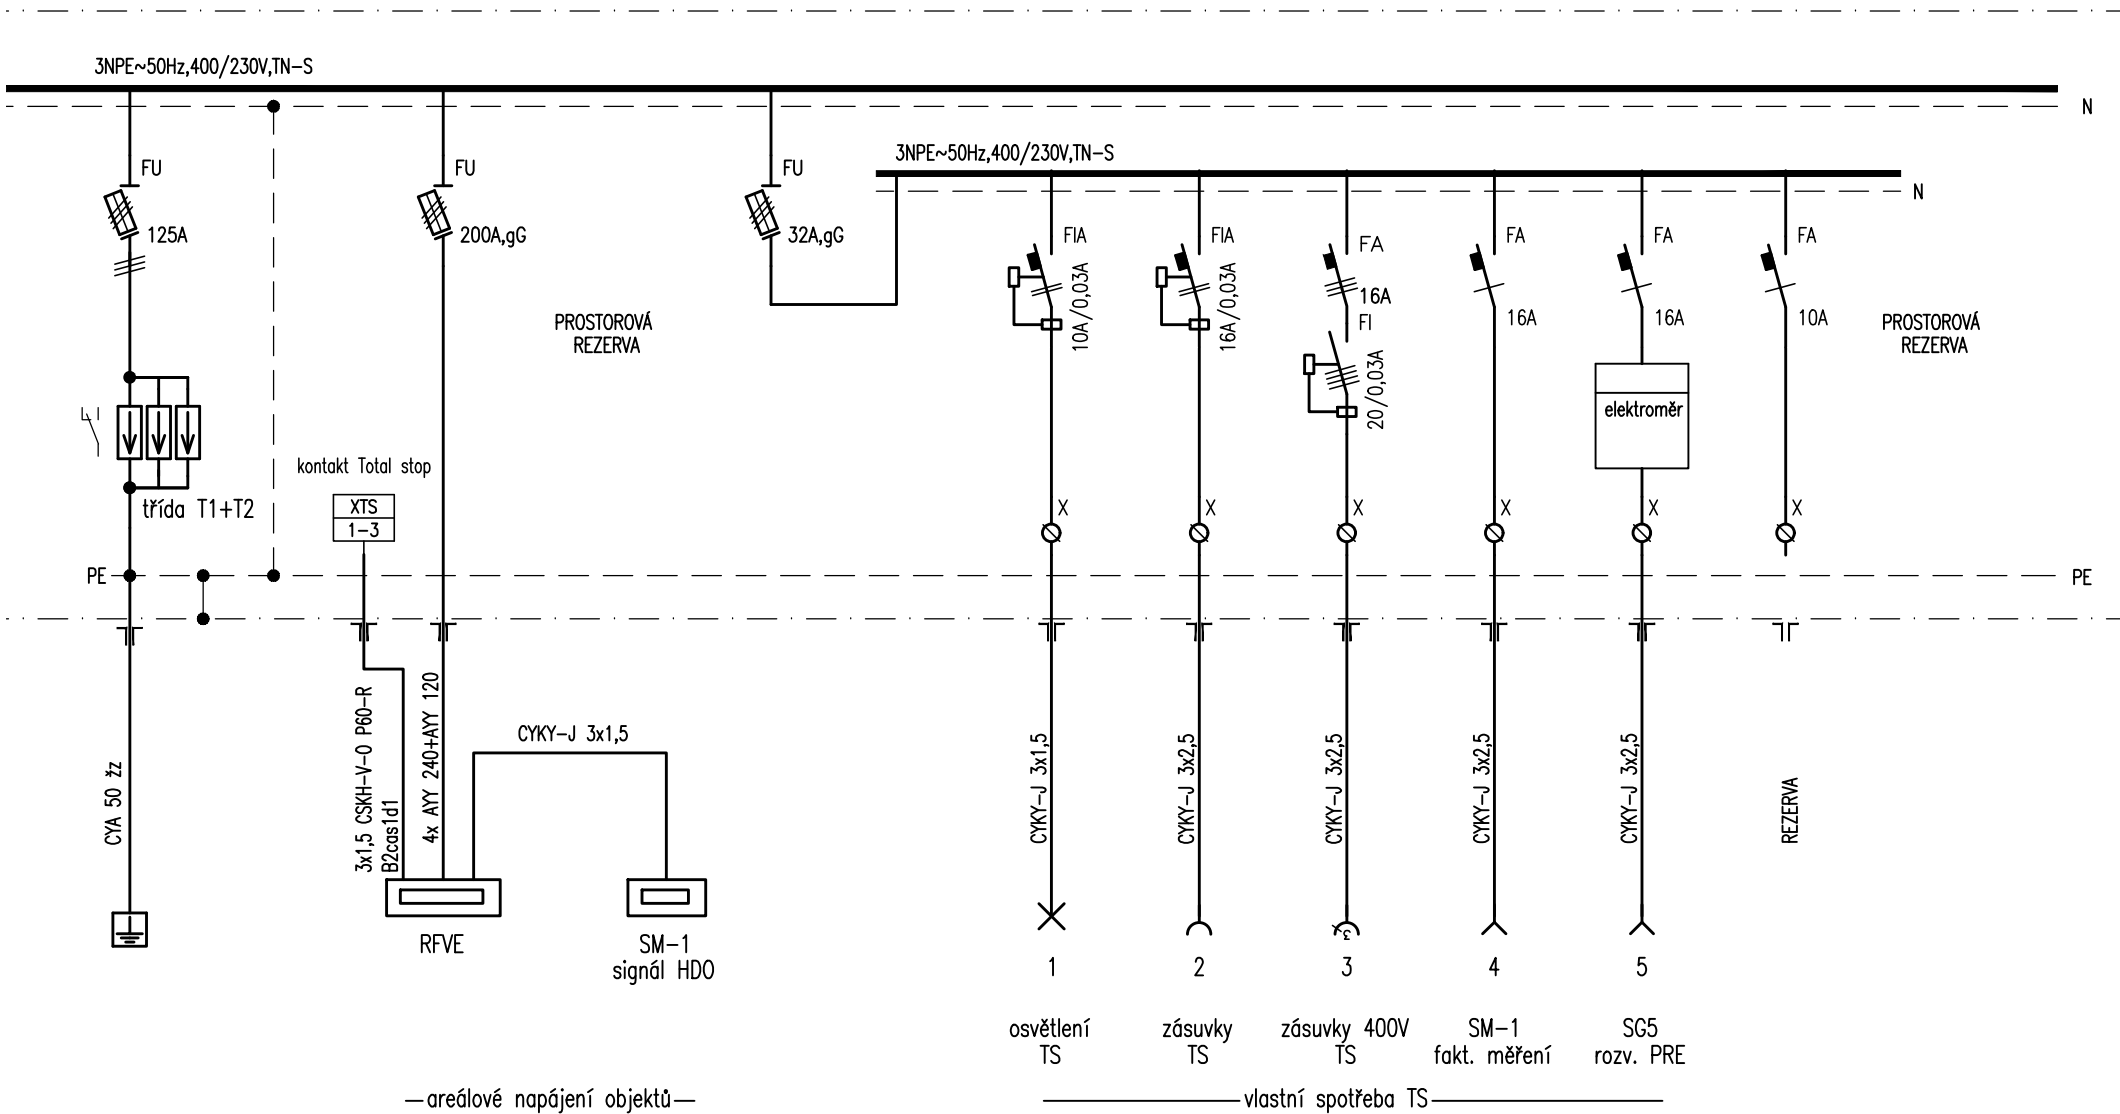 3NPE~50Hz,400/230V,TN-S
N
3NPE~50Hz,400/230V,TN-S
N
FU
FU
FU
125A
200A,gG
32A,gG
FIA
FIA
FA
FA
FA
FA
10A/0,03A
16A/0,03A
16A
16A
16A
10A
FI
20/0,03A
PROSTOROVÁ
REZERVA
PROSTOROVÁ
REZERVA
elektroměr
kontakt Total stop
XTS
1-3
třída T1+T2
X
X
X
X
X
X
PE
PE
CYA 50 žz
3x1,5 CSKH-V-O P60-R
B2cas1d1
4x AYY 240+AYY 120
CYKY-J 3x1,5
CYKY-J 3x1,5
CYKY-J 3x2,5
CYKY-J 3x2,5
CYKY-J 3x2,5
CYKY-J 3x2,5
REZERVA
RFVE
SM-1
signál HDO
3
1
2
3
4
5
osvětlení
TS
zásuvky
TS
zásuvky 400V
TS
SM-1
fakt. měření
SG5
rozv. PRE
areálové napájení objektů
vlastní spotřeba TS